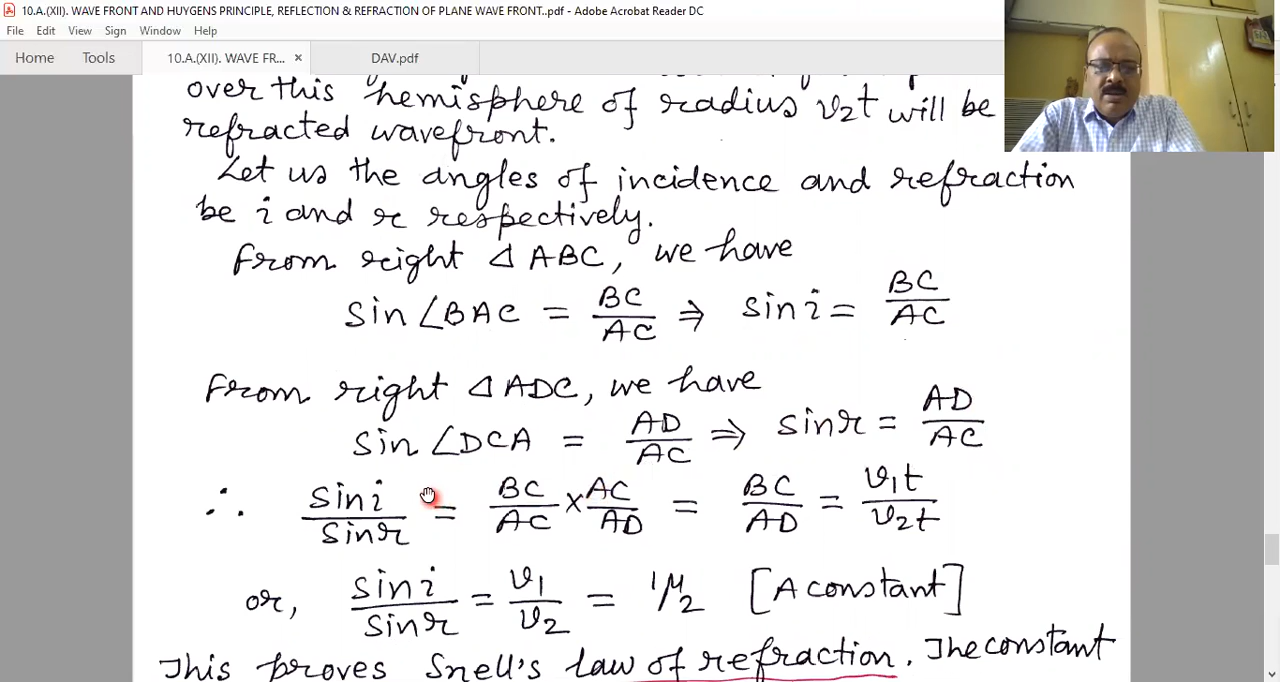 10.A.(XII). WAVE FRONT AND HUYGENS PRINCIPLE, REFLECTION & REFRACTION OF PLANE WAVE FRONT..pdf - Adobe Acrobat Reader DC
File Edit View Sign Window Help
Home Tools 10.A.(XII). WAVE FR... × DAV.pdf
over this hemisphere of radius v₂t will be
refracted wavefront.
Let us the angles of incidence and refraction
be i and r respectively.
From right △ ABC, we have
Sin ∠BAC = BC/AC ⇒ sin i = BC/AC
From right △ ADC, we have
Sin ∠DCA = AD/AC ⇒ sin r = AD/AC
∴ sin i/sin r = BC/AC × AC/AD = BC/AD = v₁t/v₂t
or, sin i/sin r = v₁/v₂ = ¹μ₂ [A constant]
This proves Snell's law of refraction. The constant